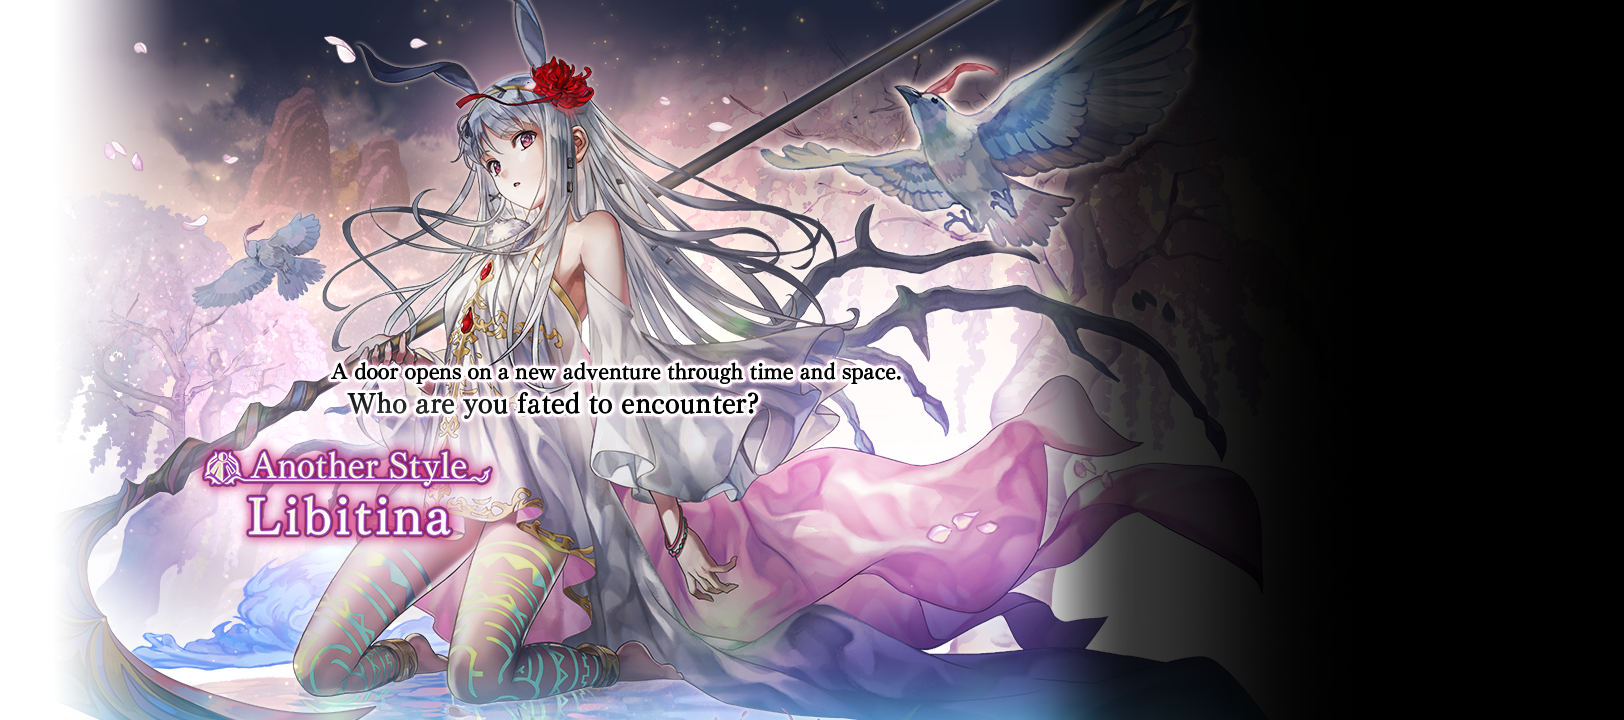 A door opens on a new adventure through time and space.
Who are you fated to encounter?
Another Style
Libitina